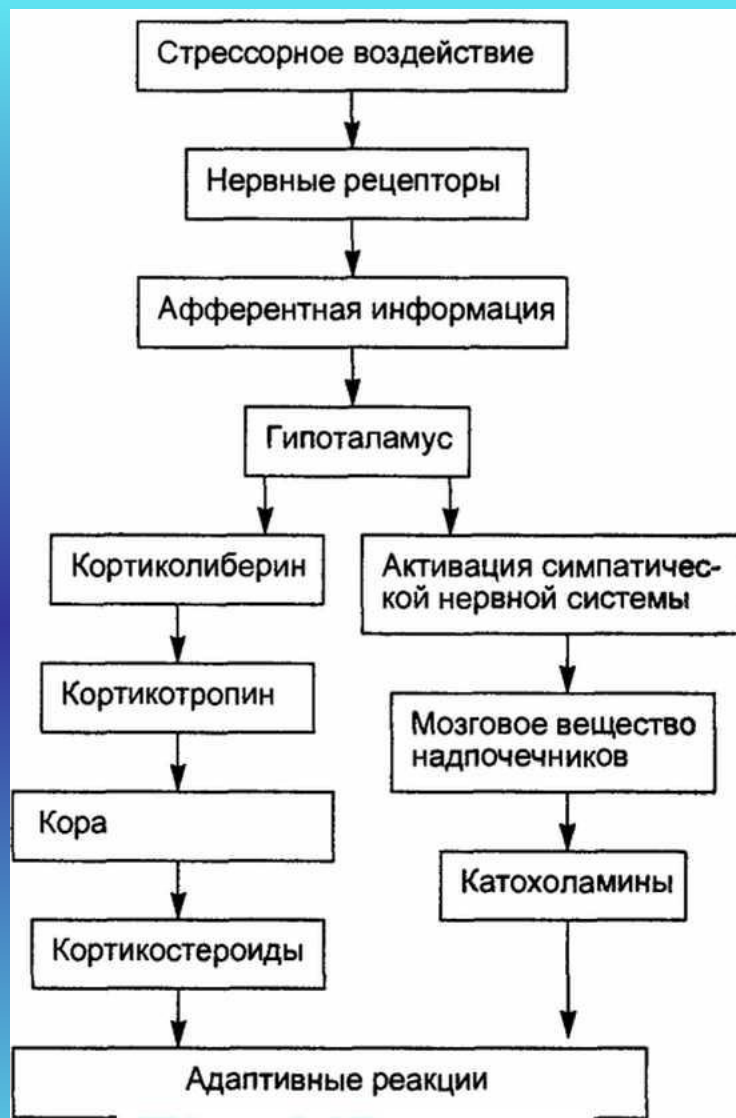 Стрессорное воздействие
Нервные рецепторы
Афферентная информация
Гипоталамус
Кортиколиберин
Кортикотропин
Кора
Кортикостероиды
Активация симпатичес-
кой нервной системы
Мозговое вещество
надпочечников
Катохоламины
Адаптивные реакции